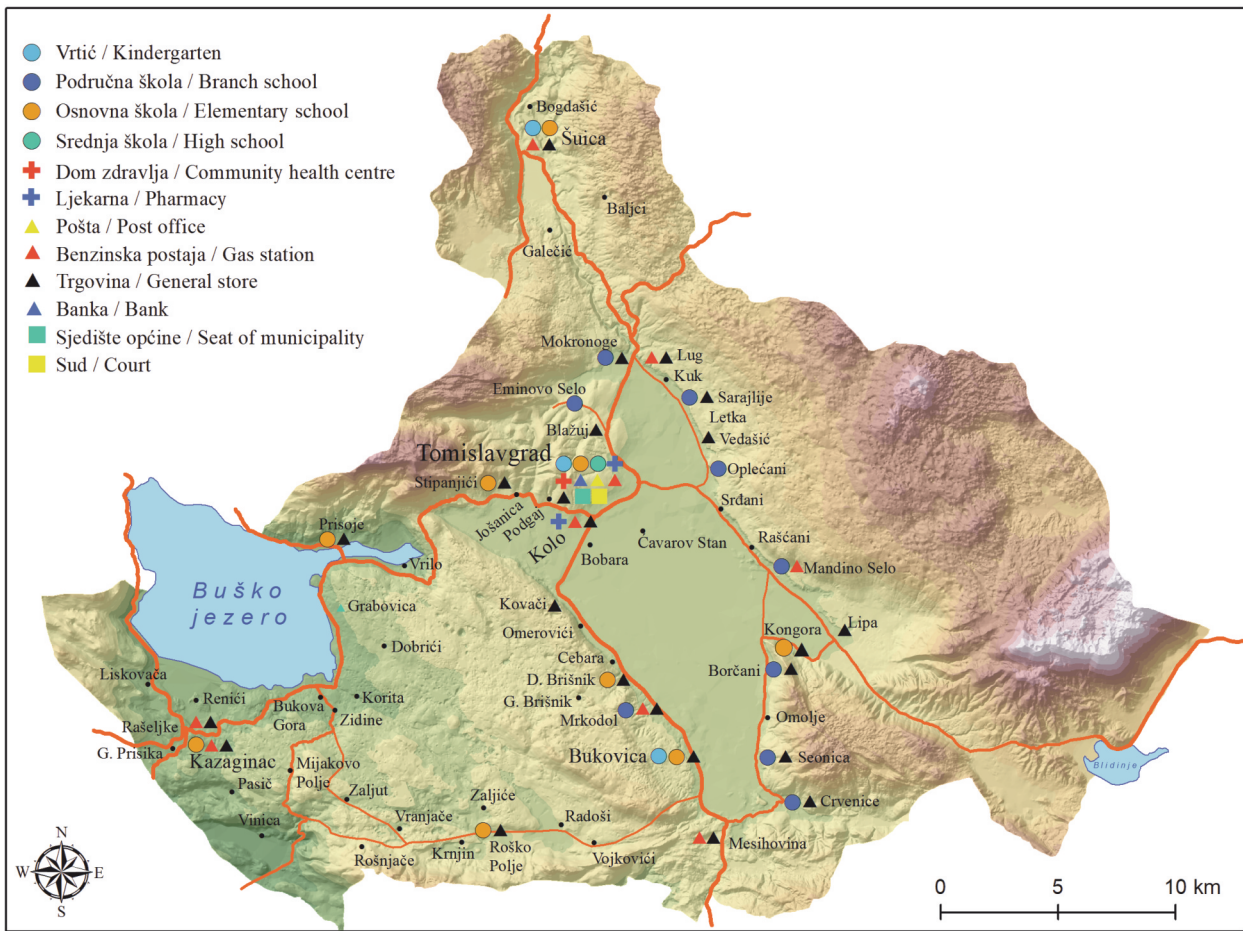 Vrtić / Kindergarten
Područna škola / Branch school
Osnovna škola / Elementary school
Srednja škola / High school
Dom zdravlja / Community health centre
Ljekarna / Pharmacy
Pošta / Post office
Benzinska postaja / Gas station
Trgovina / General store
Banka / Bank
Sjedište općine / Seat of municipality
Sud / Court
Bogdašić
Šuica
Baljci
Galečić
Mokronoge
Lug
Kuk
Eminovo Selo
Sarajlije
Letka
Blažuj
Vedašić
Tomislavgrad
Oplećani
Stipanjići
Srđani
Jošanica
Podgaj
Prisoje
Kolo
Čavarov Stan
Rašćani
Bobara
Vrilo
Mandino Selo
Buško
jezero
Grabovica
Kovači
Omerovići
Lipa
Kongora
Dobrići
Cebara
Borčani
Liskovača
D. Brišnik
Renići
Korita
G. Brišnik
Bukova
Gora
Zidine
Mrkodol
Omolje
Rašeljke
G. Prišika
Kazaginac
Bukovica
Seonica
Blidinje
Mijakovo
Polje
Pasič
Zaljut
Zaljiće
Crvenice
Vinica
Vranjače
Radoši
Krnjin
Roško
Polje
Rošnjače
Vojkovići
Mesihovina
N
W
E
S
0
5
10 km